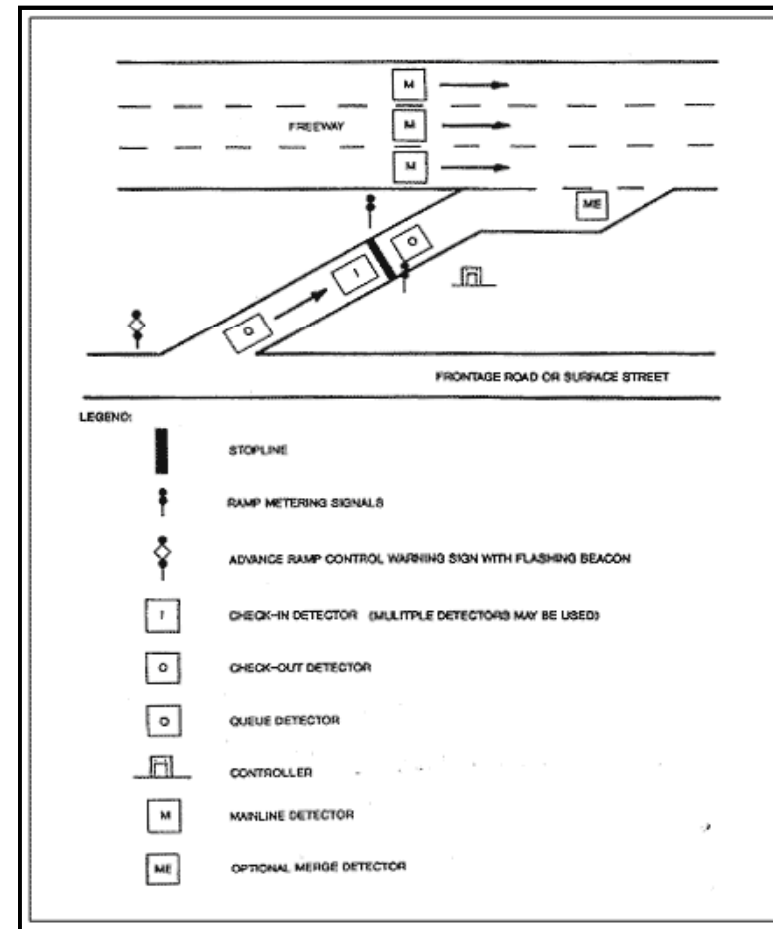 M
FREEWAY
M
M
ME
O
I
O
FRONTAGE ROAD OR SURFACE STREET
LEGEND:
STOPLINE
RAMP METERING SIGNALS
ADVANCE RAMP CONTROL WARNING SIGN WITH FLASHING BEACON
I CHECK-IN DETECTOR (MULITPLE DETECTORS MAY BE USED)
O CHECK-OUT DETECTOR
O QUEUE DETECTOR
CONTROLLER
M MAINLINE DETECTOR
ME OPTIONAL MERGE DETECTOR